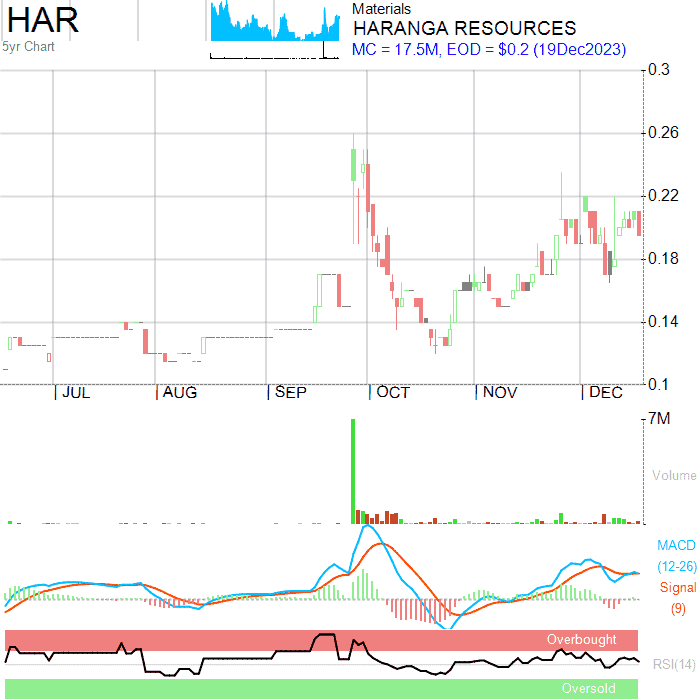 HAR
5yr Chart
Materials
HARANGA RESOURCES
MC = 17.5M, EOD = $0.2 (19Dec2023)
0.3
0.26
0.22
0.18
0.14
0.1
JUL AUG SEP OCT NOV DEC
7M
Volume
MACD
(12-26)
Signal
(9)
Overbought
RSI(14)
Oversold